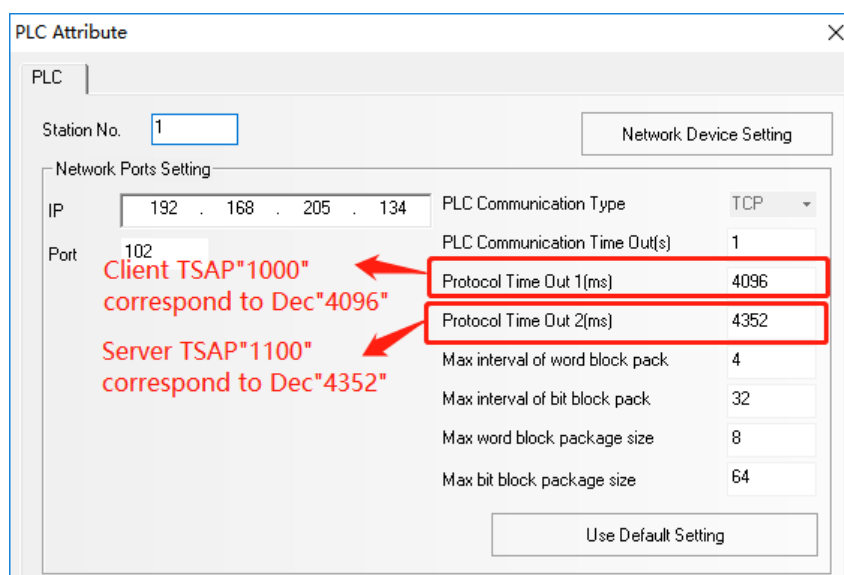 PLC Attribute
PLC
Station No. 1
Network Device Setting
Network Ports Setting
IP 192 . 168 . 205 . 134
Port 102
Client TSAP"1000"
correspond to Dec"4096"
Server TSAP"1100"
correspond to Dec"4352"
PLC Communication Type TCP
PLC Communication Time Out(s) 1
Protocol Time Out 1(ms) 4096
Protocol Time Out 2(ms) 4352
Max interval of word block pack 4
Max interval of bit block pack 32
Max word block package size 8
Max bit block package size 64
Use Default Setting